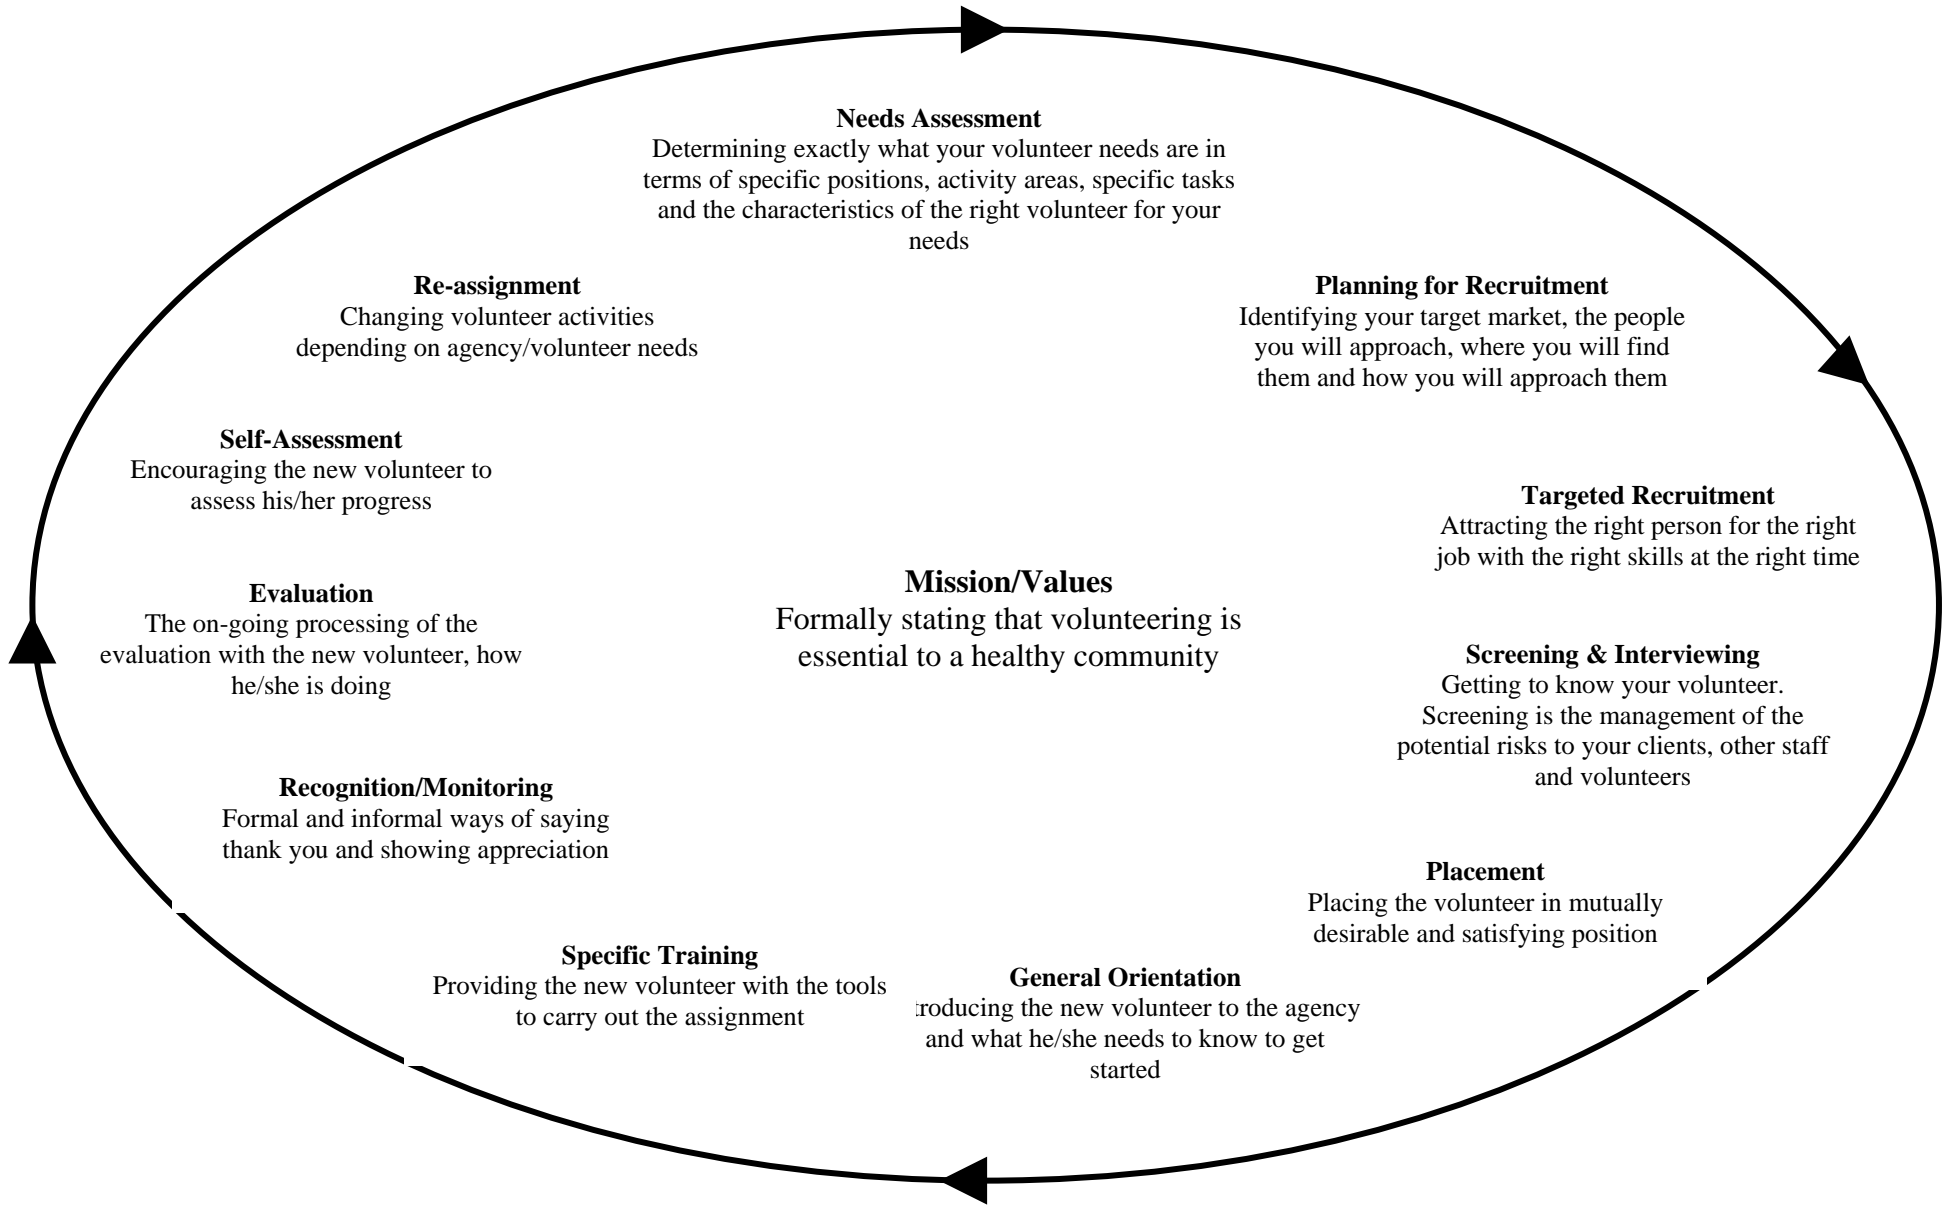 Needs Assessment
Determining exactly what your volunteer needs are in
terms of specific positions, activity areas, specific tasks
and the characteristics of the right volunteer for your
needs
Planning for Recruitment
Identifying your target market, the people
you will approach, where you will find
them and how you will approach them
Targeted Recruitment
Attracting the right person for the right
job with the right skills at the right time
Screening & Interviewing
Getting to know your volunteer.
Screening is the management of the
potential risks to your clients, other staff
and volunteers
Placement
Placing the volunteer in mutually
desirable and satisfying position
General Orientation
troducing the new volunteer to the agency
and what he/she needs to know to get
started
Specific Training
Providing the new volunteer with the tools
to carry out the assignment
Recognition/Monitoring
Formal and informal ways of saying
thank you and showing appreciation
Evaluation
The on-going processing of the
evaluation with the new volunteer, how
he/she is doing
Self-Assessment
Encouraging the new volunteer to
assess his/her progress
Re-assignment
Changing volunteer activities
depending on agency/volunteer needs
Mission/Values
Formally stating that volunteering is
essential to a healthy community